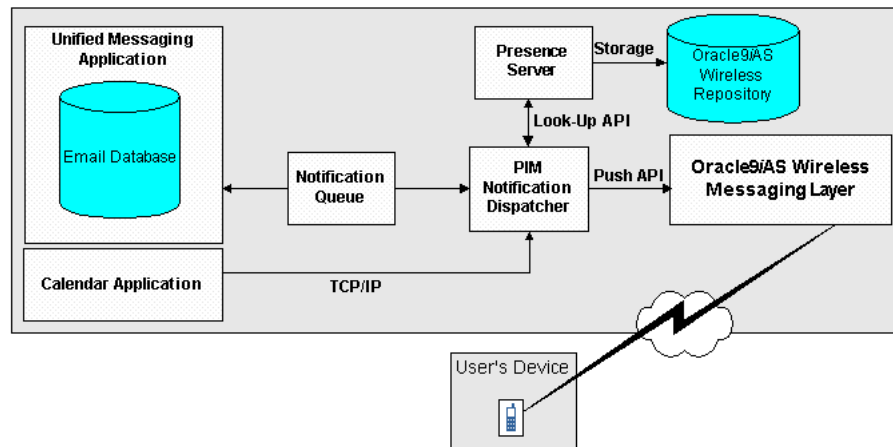 Unified Messaging
Application
Email Database
Calendar Application
Notification
Queue
TCP/IP
Presence
Server
Storage
Oracle9iAS
Wireless
Repository
Look-Up API
PIM
Notification
Dispatcher
Push API
Oracle9iAS Wireless
Messaging Layer
User's Device